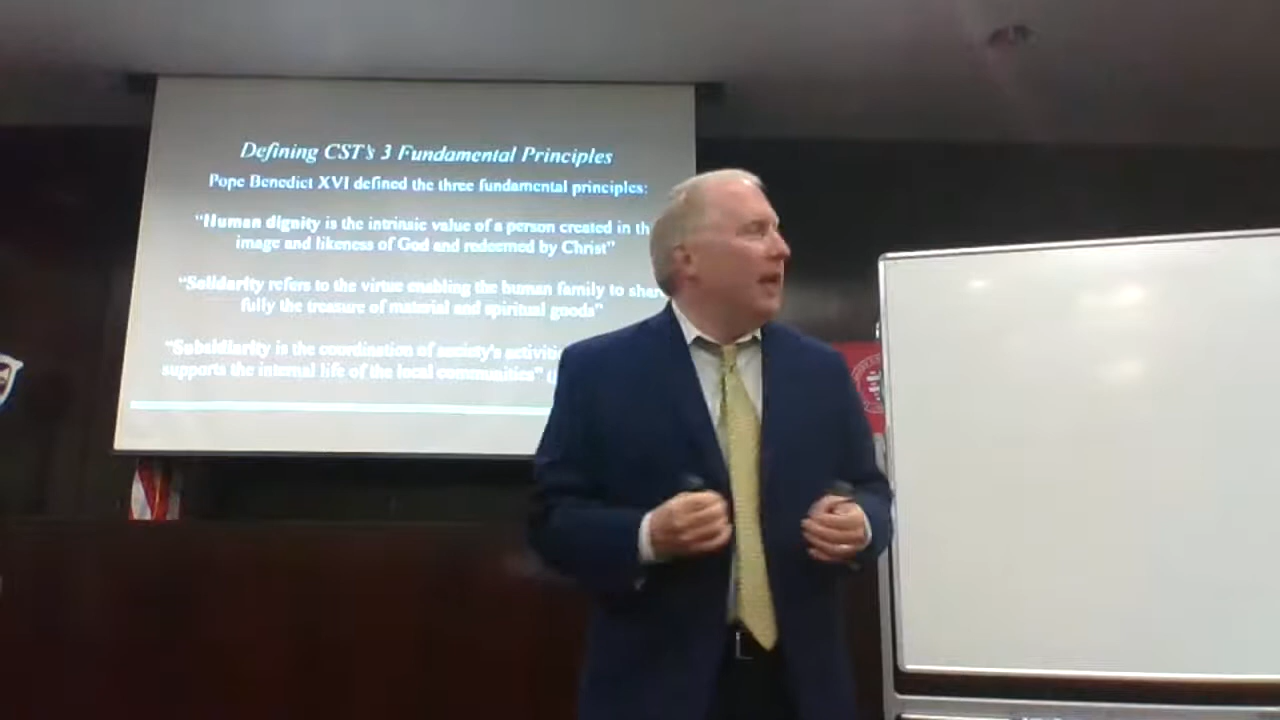 Defining CST's 3 Fundamental Principles
Pope Benedict XVI defined the three fundamental principles:
"Human dignity is the intrinsic value of a person created in th
image and likeness of God and redeemed by Christ"
"Solidarity refers to the virtue enabling the human family to shar
fully the treasure of material and spiritual goods"
"Subsidiarity is the coordination of society's activitie
supports the internal life of the local communities"